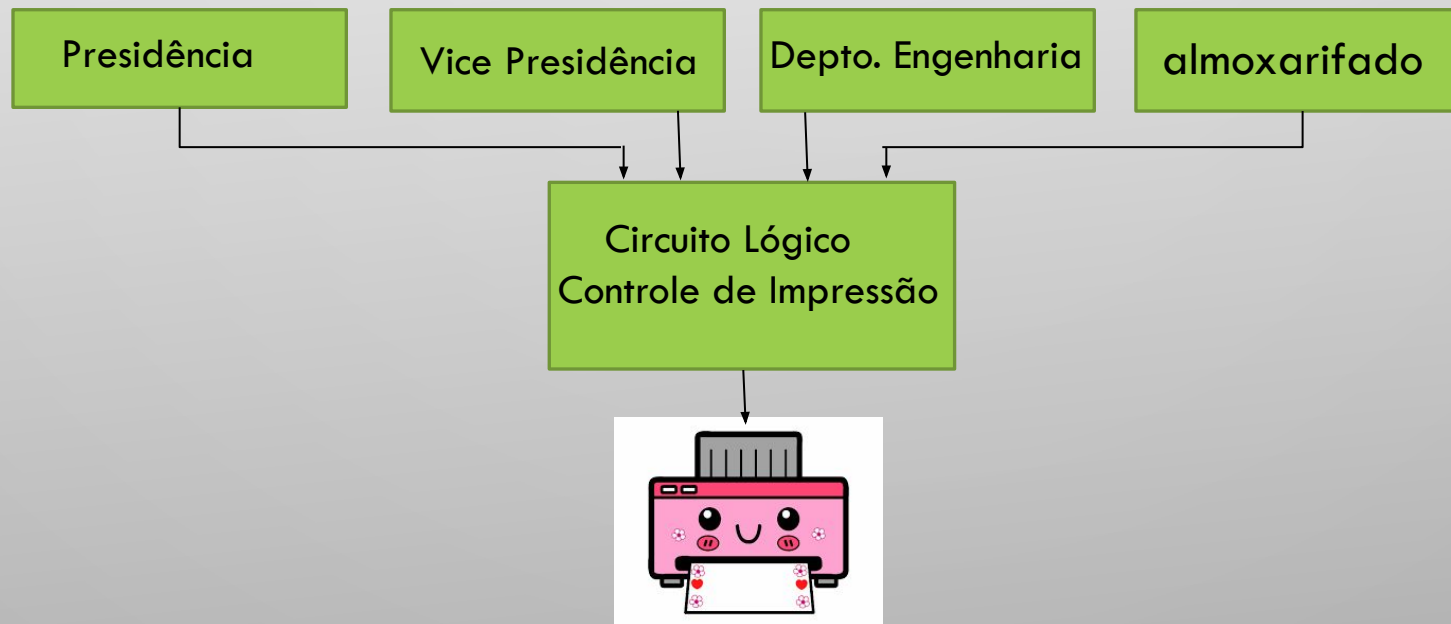 Presidência
Vice Presidência
Depto. Engenharia
almoxarifado
Circuito Lógico
Controle de Impressão